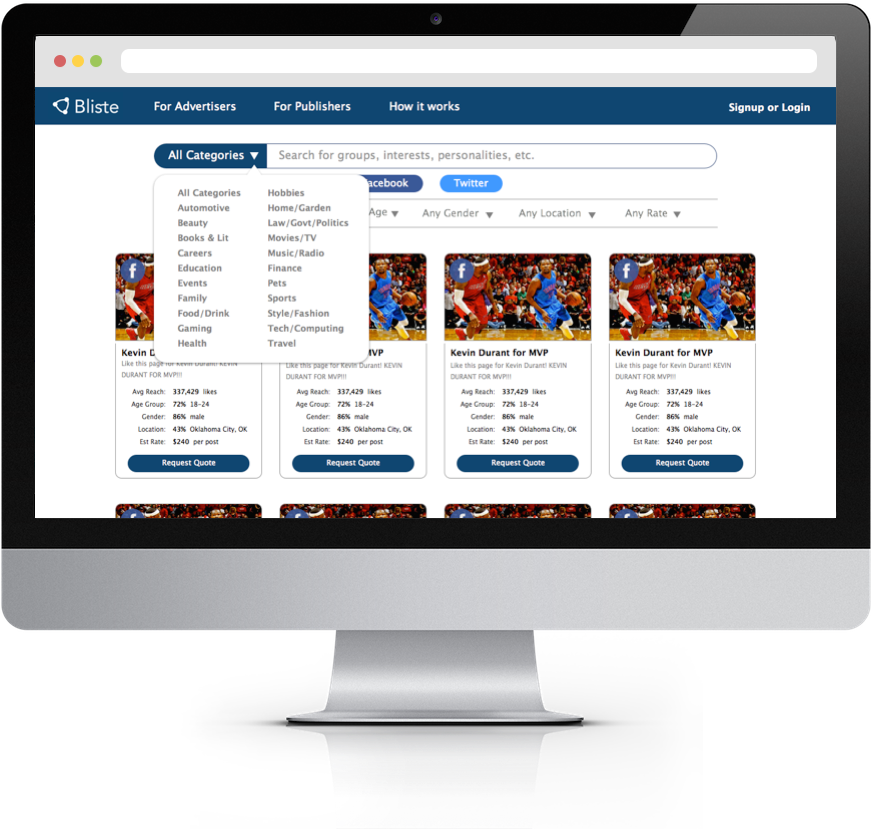 Bliste For Advertisers For Publishers How it works Signup or Login
All Categories ▼ Search for groups, interests, personalities, etc.
acebook Twitter
Age ▼ Any Gender ▼ Any Location ▼ Any Rate ▼
All Categories Hobbies
Automotive Home/Garden
Beauty Law/Govt/Politics
Books & Lit Movies/TV
Careers Music/Radio
Education Finance
Events Pets
Family Sports
Food/Drink Style/Fashion
Gaming Tech/Computing
Health Travel
Kevin D
Like this page for Kevin Durant! KEVIN
DURANT FOR MVP!!!
Avg Reach: 337,429 likes
Age Group: 72% 18-24
Gender: 86% male
Location: 43% Oklahoma City, OK
Est Rate: $240 per post
Request Quote
MVP
Like this page for Kevin Durant! KEVIN
DURANT FOR MVP!!!
Avg Reach: 337,429 likes
Age Group: 72% 18-24
Gender: 86% male
Location: 43% Oklahoma City, OK
Est Rate: $240 per post
Request Quote
Kevin Durant for MVP
Like this page for Kevin Durant! KEVIN
DURANT FOR MVP!!!
Avg Reach: 337,429 likes
Age Group: 72% 18-24
Gender: 86% male
Location: 43% Oklahoma City, OK
Est Rate: $240 per post
Request Quote
Kevin Durant for MVP
Like this page for Kevin Durant! KEVIN
DURANT FOR MVP!!!
Avg Reach: 337,429 likes
Age Group: 72% 18-24
Gender: 86% male
Location: 43% Oklahoma City, OK
Est Rate: $240 per post
Request Quote